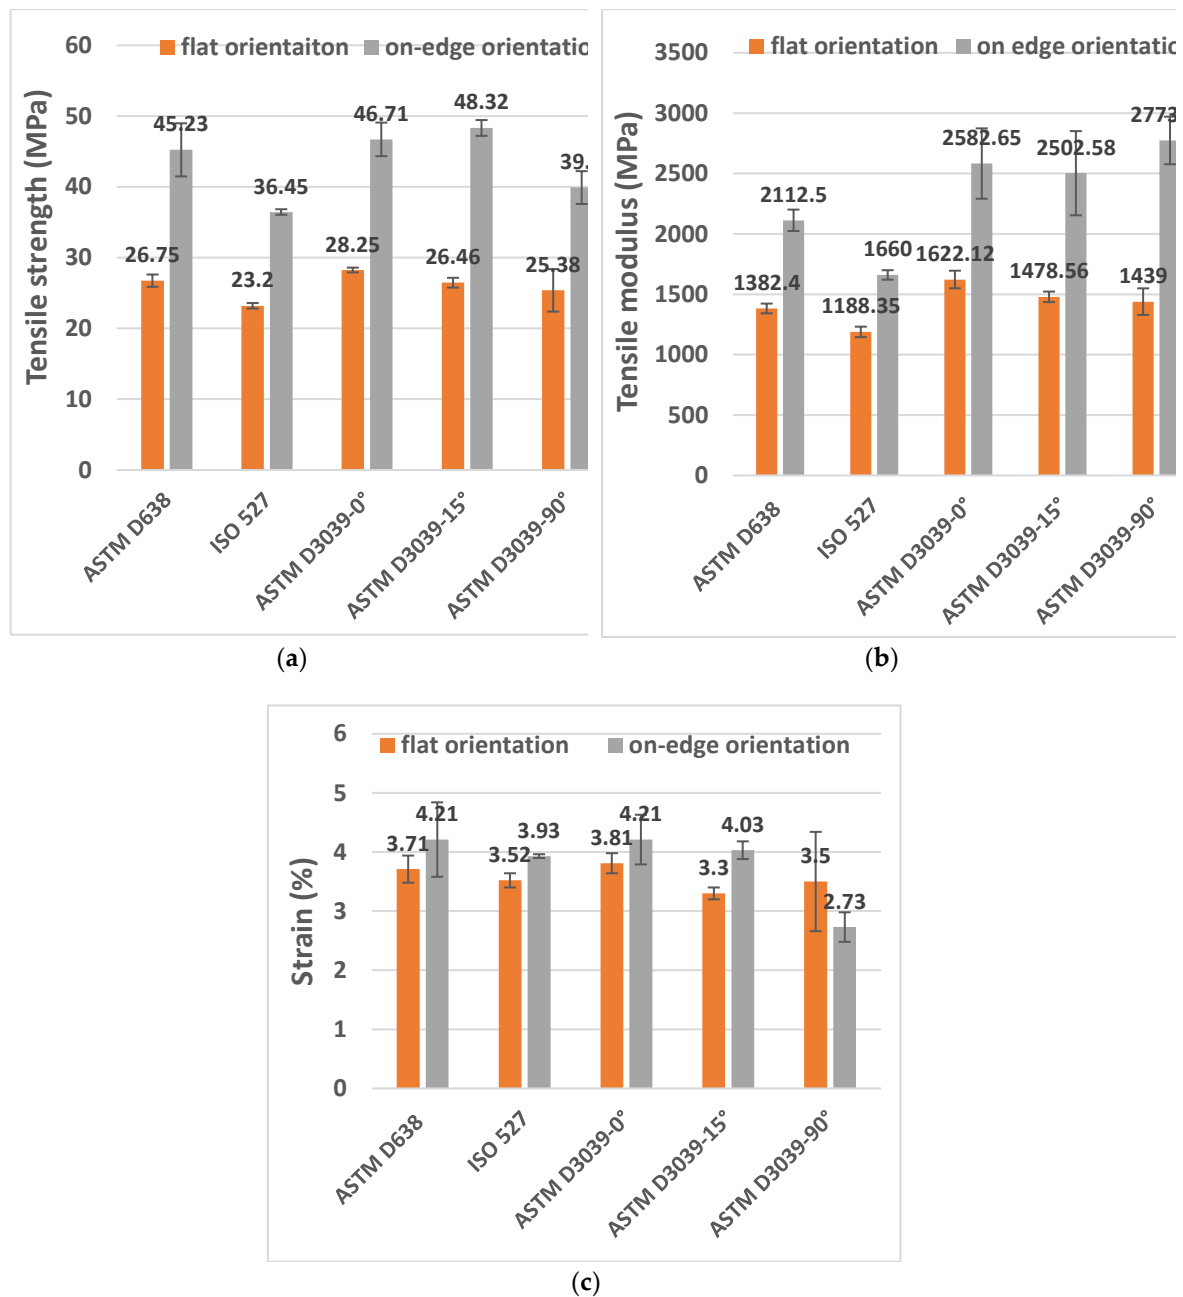 flat orientaiton
on-edge orientatio
60
50
40
30
20
10
0
Tensile strength (MPa)
45.23
46.71
48.32
36.45
39.
26.75
23.2
28.25
26.46
25.38
ASTM D638
ISO 527
ASTM D3039-0°
ASTM D3039-15°
ASTM D3039-90°
(a)
flat orientation
on edge orientatio
3500
3000
2500
2000
1500
1000
500
0
Tensile modulus (MPa)
2112.5
2582.65
2502.58
2773
1660
1382.4
1188.35
1622.12
1478.56
1439
ASTM D638
ISO 527
ASTM D3039-0°
ASTM D3039-15°
ASTM D3039-90°
(b)
flat orientation
on-edge orientation
6
5
4
3
2
1
0
Strain (%)
3.71
4.21
3.52
3.93
3.81
4.21
3.3
4.03
3.5
2.73
ASTM D638
ISO 527
ASTM D3039-0°
ASTM D3039-15°
ASTM D3039-90°
(c)